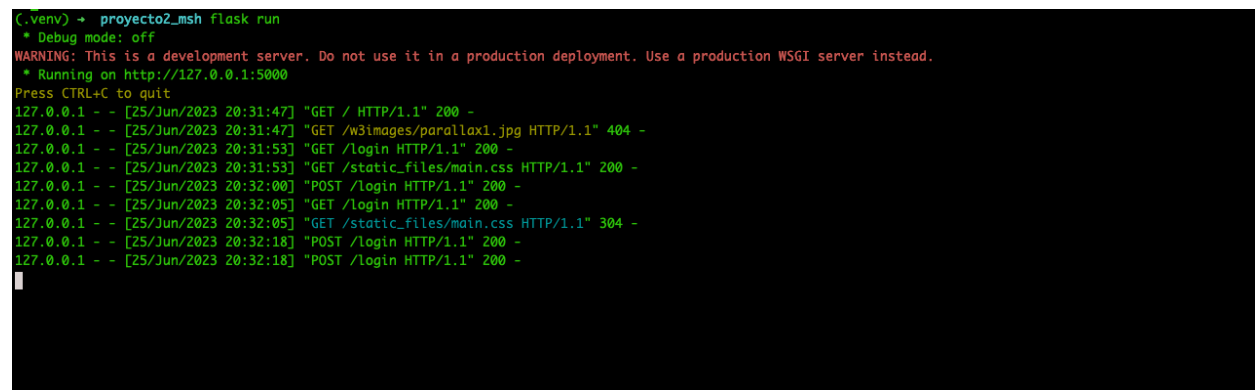 (.venv) → proyecto2_msh flask run
* Debug mode: off
WARNING: This is a development server. Do not use it in a production deployment. Use a production WSGI server instead.
* Running on http://127.0.0.1:5000
Press CTRL+C to quit
127.0.0.1 - - [25/Jun/2023 20:31:47] "GET / HTTP/1.1" 200 -
127.0.0.1 - - [25/Jun/2023 20:31:47] "GET /w3images/parallax1.jpg HTTP/1.1" 404 -
127.0.0.1 - - [25/Jun/2023 20:31:53] "GET /login HTTP/1.1" 200 -
127.0.0.1 - - [25/Jun/2023 20:31:53] "GET /static_files/main.css HTTP/1.1" 200 -
127.0.0.1 - - [25/Jun/2023 20:32:00] "POST /login HTTP/1.1" 200 -
127.0.0.1 - - [25/Jun/2023 20:32:05] "GET /login HTTP/1.1" 200 -
127.0.0.1 - - [25/Jun/2023 20:32:05] "GET /static_files/main.css HTTP/1.1" 304 -
127.0.0.1 - - [25/Jun/2023 20:32:18] "POST /login HTTP/1.1" 200 -
127.0.0.1 - - [25/Jun/2023 20:32:18] "POST /login HTTP/1.1" 200 -